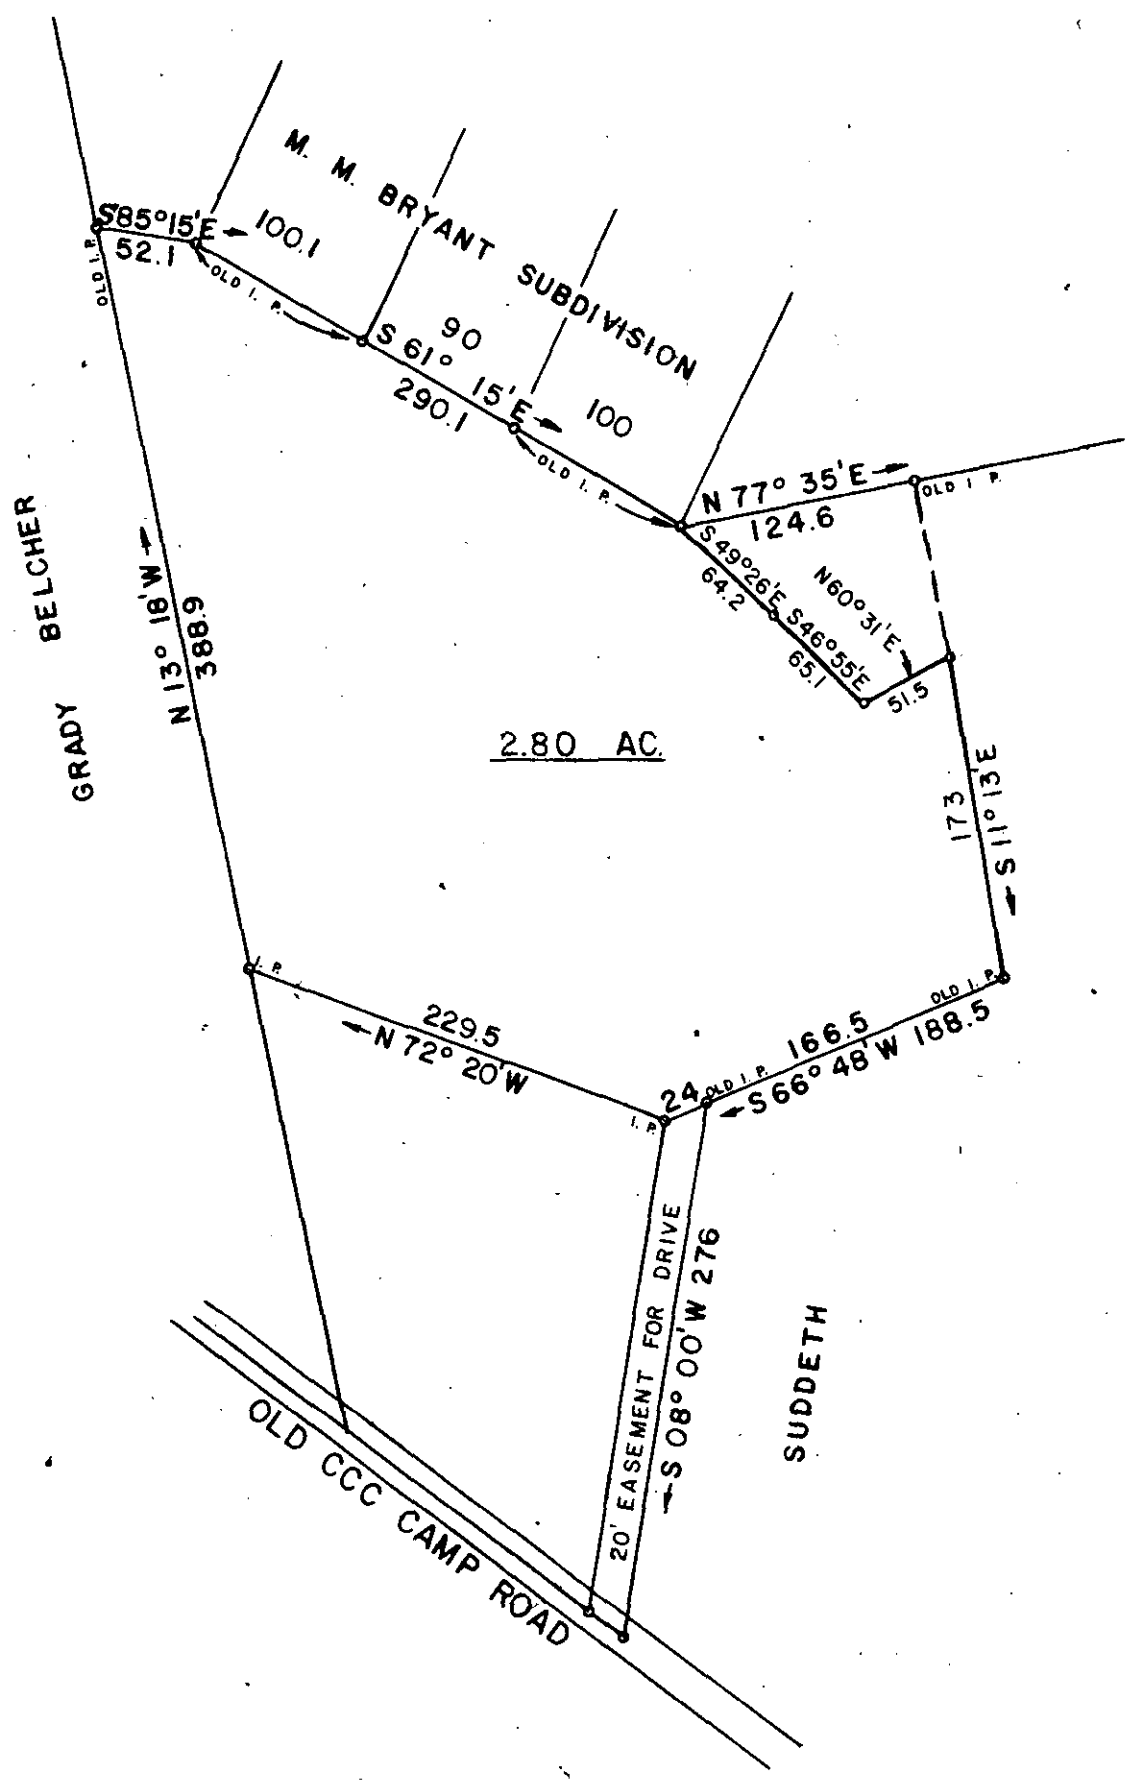 M. M. BRYANT SUBDIVISION
S85°15'E
52.1
100.1
OLD I. P.
OLD I. P.
90
S 61° 15'E
290.1
100
OLD I. P.
N 77° 35'E
124.6
OLD I P.
S49°26'E
64.2
S46°55'E
65.1
N60°31'E
51.5
GRADY BELCHER
N 13° 18'W
388.9
2.80 AC.
173
S 11° 13'E
I. P.
229.5
N 72° 20'W
OLD I. P.
166.5
S 66° 48'W 188.5
24
OLD I. P.
I. P.
20' EASEMENT FOR DRIVE
S 08° 00'W 276
SUDDETH
OLD CCC CAMP ROAD